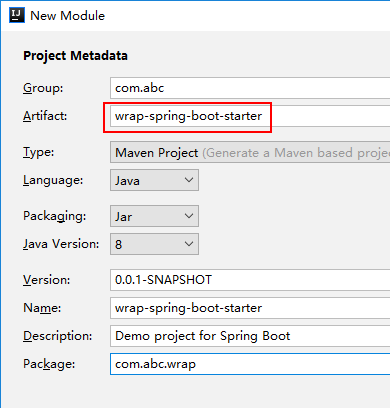 New Module
Project Metadata
Group: com.abc
Artifact: wrap-spring-boot-starter
Type: Maven Project (Generate a Maven based proje
Language: Java
Packaging: Jar
Java Version: 8
Version: 0.0.1-SNAPSHOT
Name: wrap-spring-boot-starter
Description: Demo project for Spring Boot
Package: com.abc.wrap